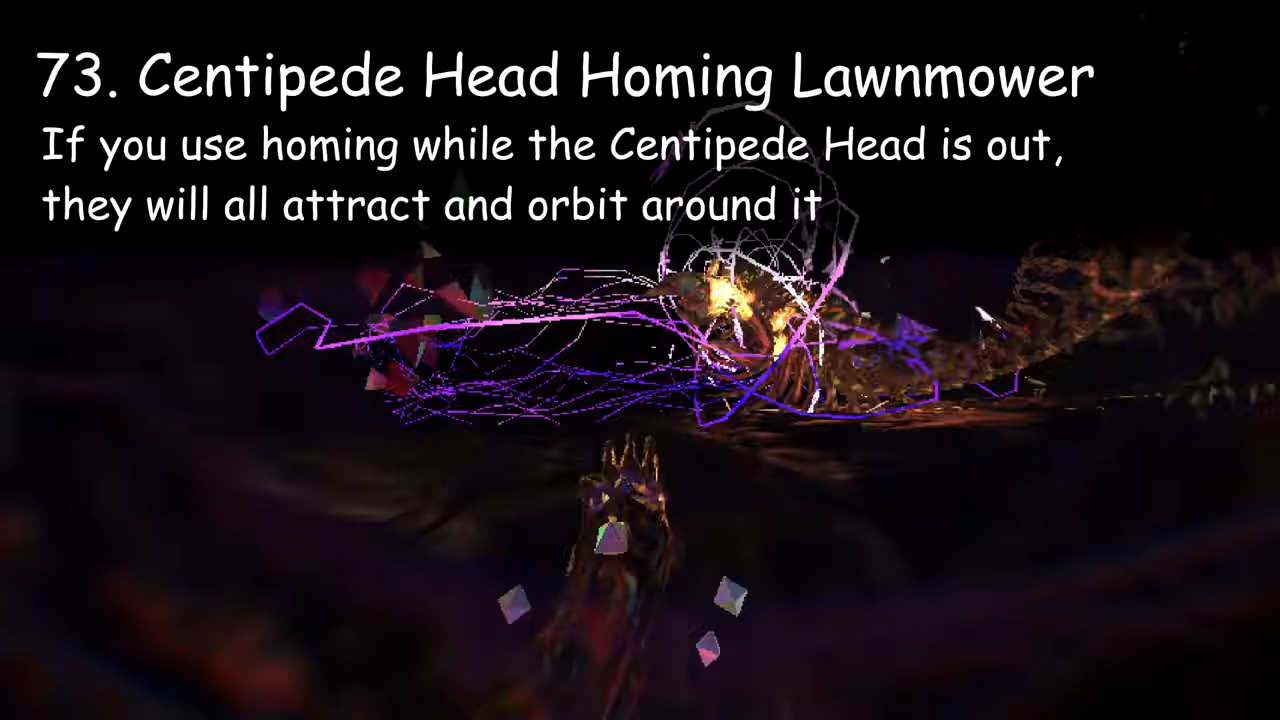 73. Centipede Head Homing Lawnmower
If you use homing while the Centipede Head is out,
they will all attract and orbit around it